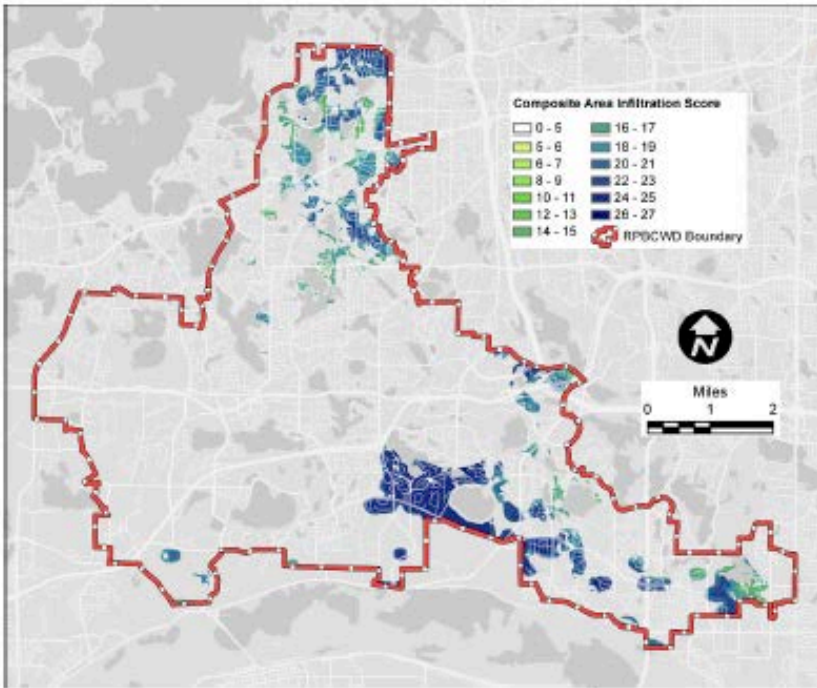 Composite Area Infiltration Score
0 - 5
5 - 6
6 - 7
8 - 9
10 - 11
12 - 13
14 - 15
16 - 17
18 - 19
20 - 21
22 - 23
24 - 25
26 - 27
RPBCWD Boundary
N
Miles
0 1 2